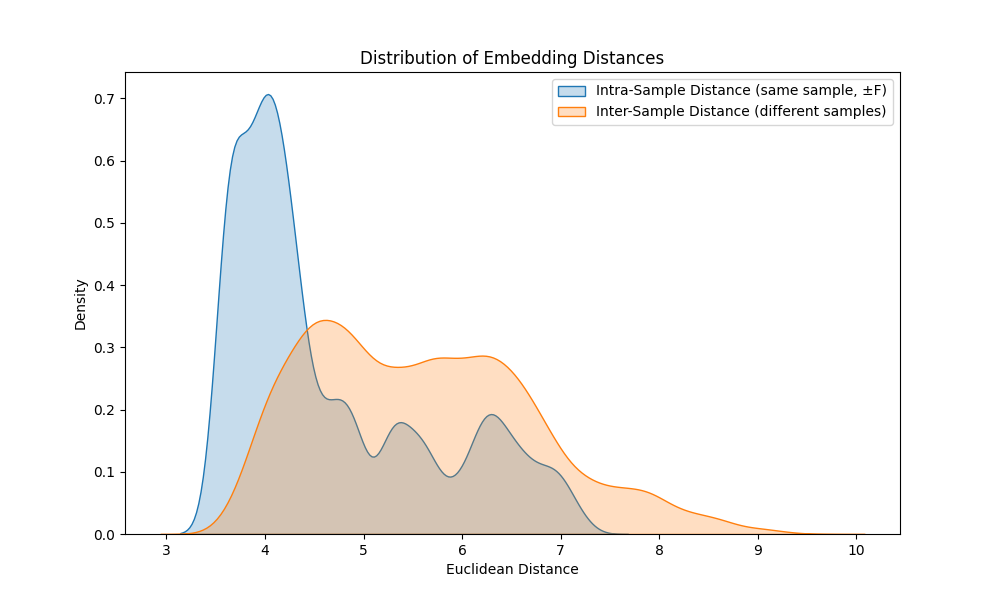 Distribution of Embedding Distances
Intra-Sample Distance (same sample, ±F)
Inter-Sample Distance (different samples)
Density
0.7
0.6
0.5
0.4
0.3
0.2
0.1
0.0
3 4 5 6 7 8 9 10
Euclidean Distance